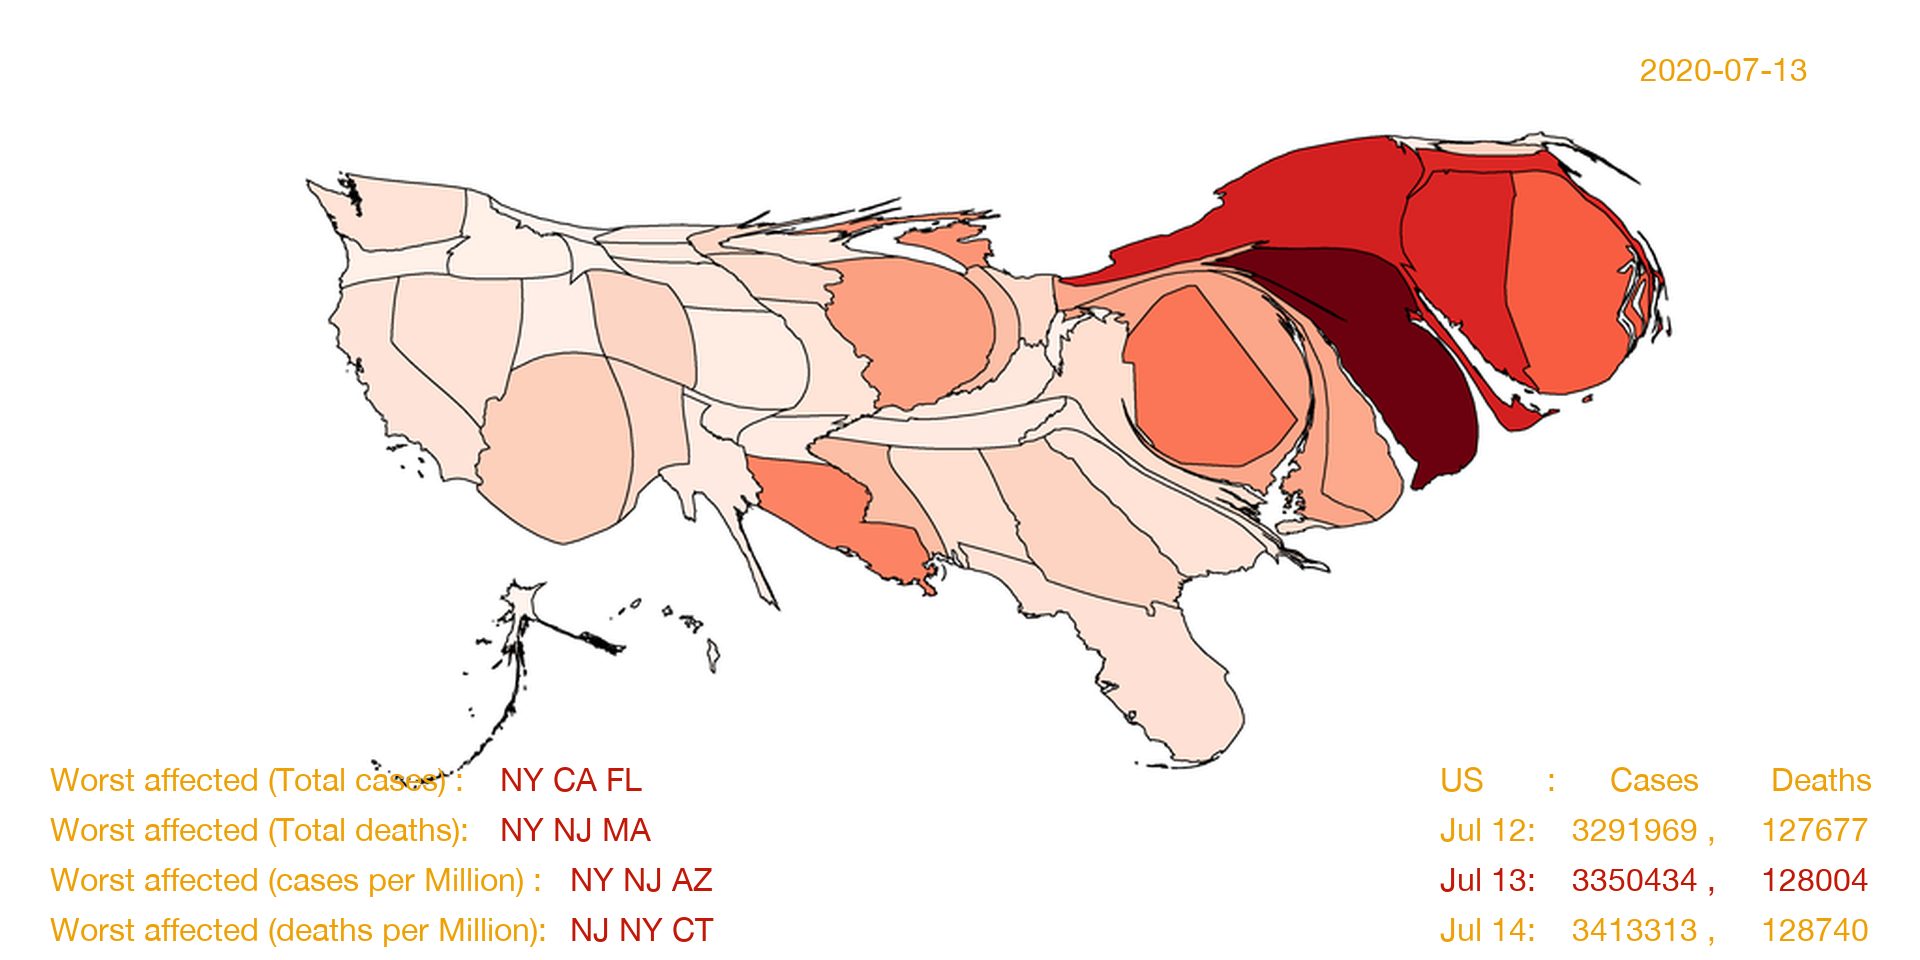 2020-07-13
Worst affected (Total cases) : NY CA FL
Worst affected (Total deaths): NY NJ MA
Worst affected (cases per Million) : NY NJ AZ
Worst affected (deaths per Million): NJ NY CT
US : Cases Deaths
Jul 12: 3291969 , 127677
Jul 13: 3350434 , 128004
Jul 14: 3413313 , 128740